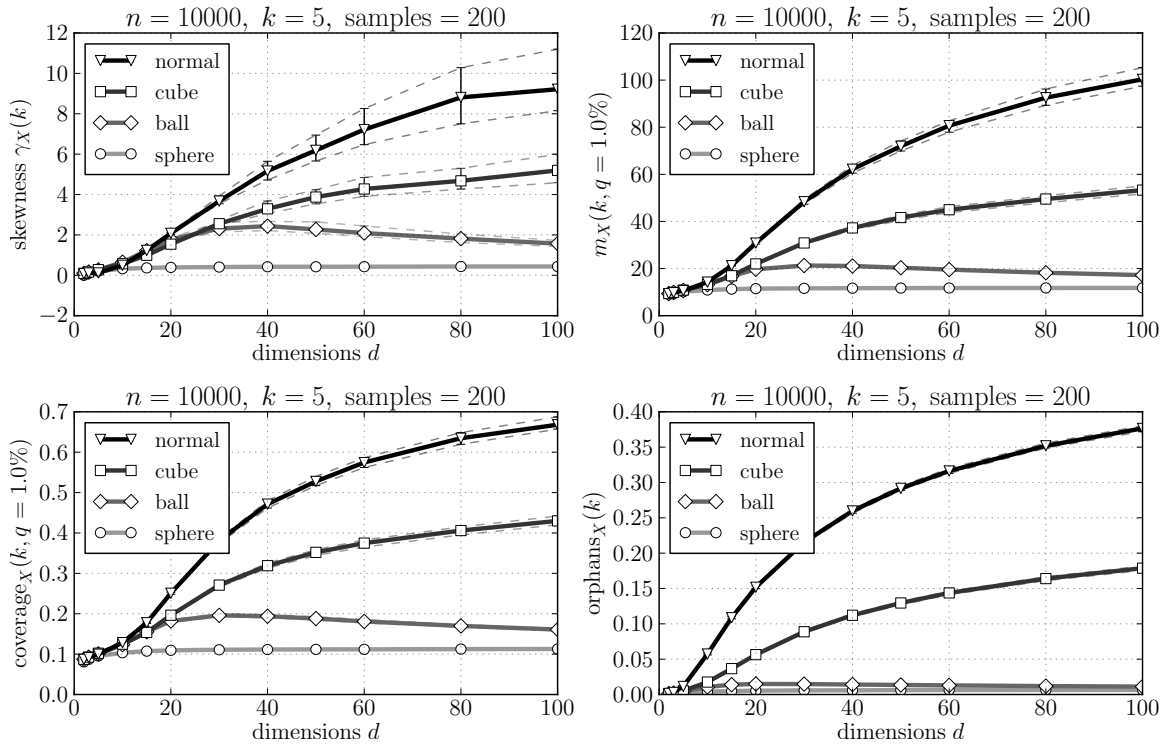 n = 10000, k = 5, samples = 200
12
10
8
6
4
2
0
−2
skewness γX(k)
normal
cube
ball
sphere
0 20 40 60 80 100
dimensions d
n = 10000, k = 5, samples = 200
120
100
80
60
40
20
0
mX(k, q = 1.0%)
normal
cube
ball
sphere
0 20 40 60 80 100
dimensions d
n = 10000, k = 5, samples = 200
0.7
0.6
0.5
0.4
0.3
0.2
0.1
0.0
coverageX(k, q = 1.0%)
normal
cube
ball
sphere
0 20 40 60 80 100
dimensions d
n = 10000, k = 5, samples = 200
0.40
0.35
0.30
0.25
0.20
0.15
0.10
0.05
0.00
orphansX(k)
normal
cube
ball
sphere
0 20 40 60 80 100
dimensions d